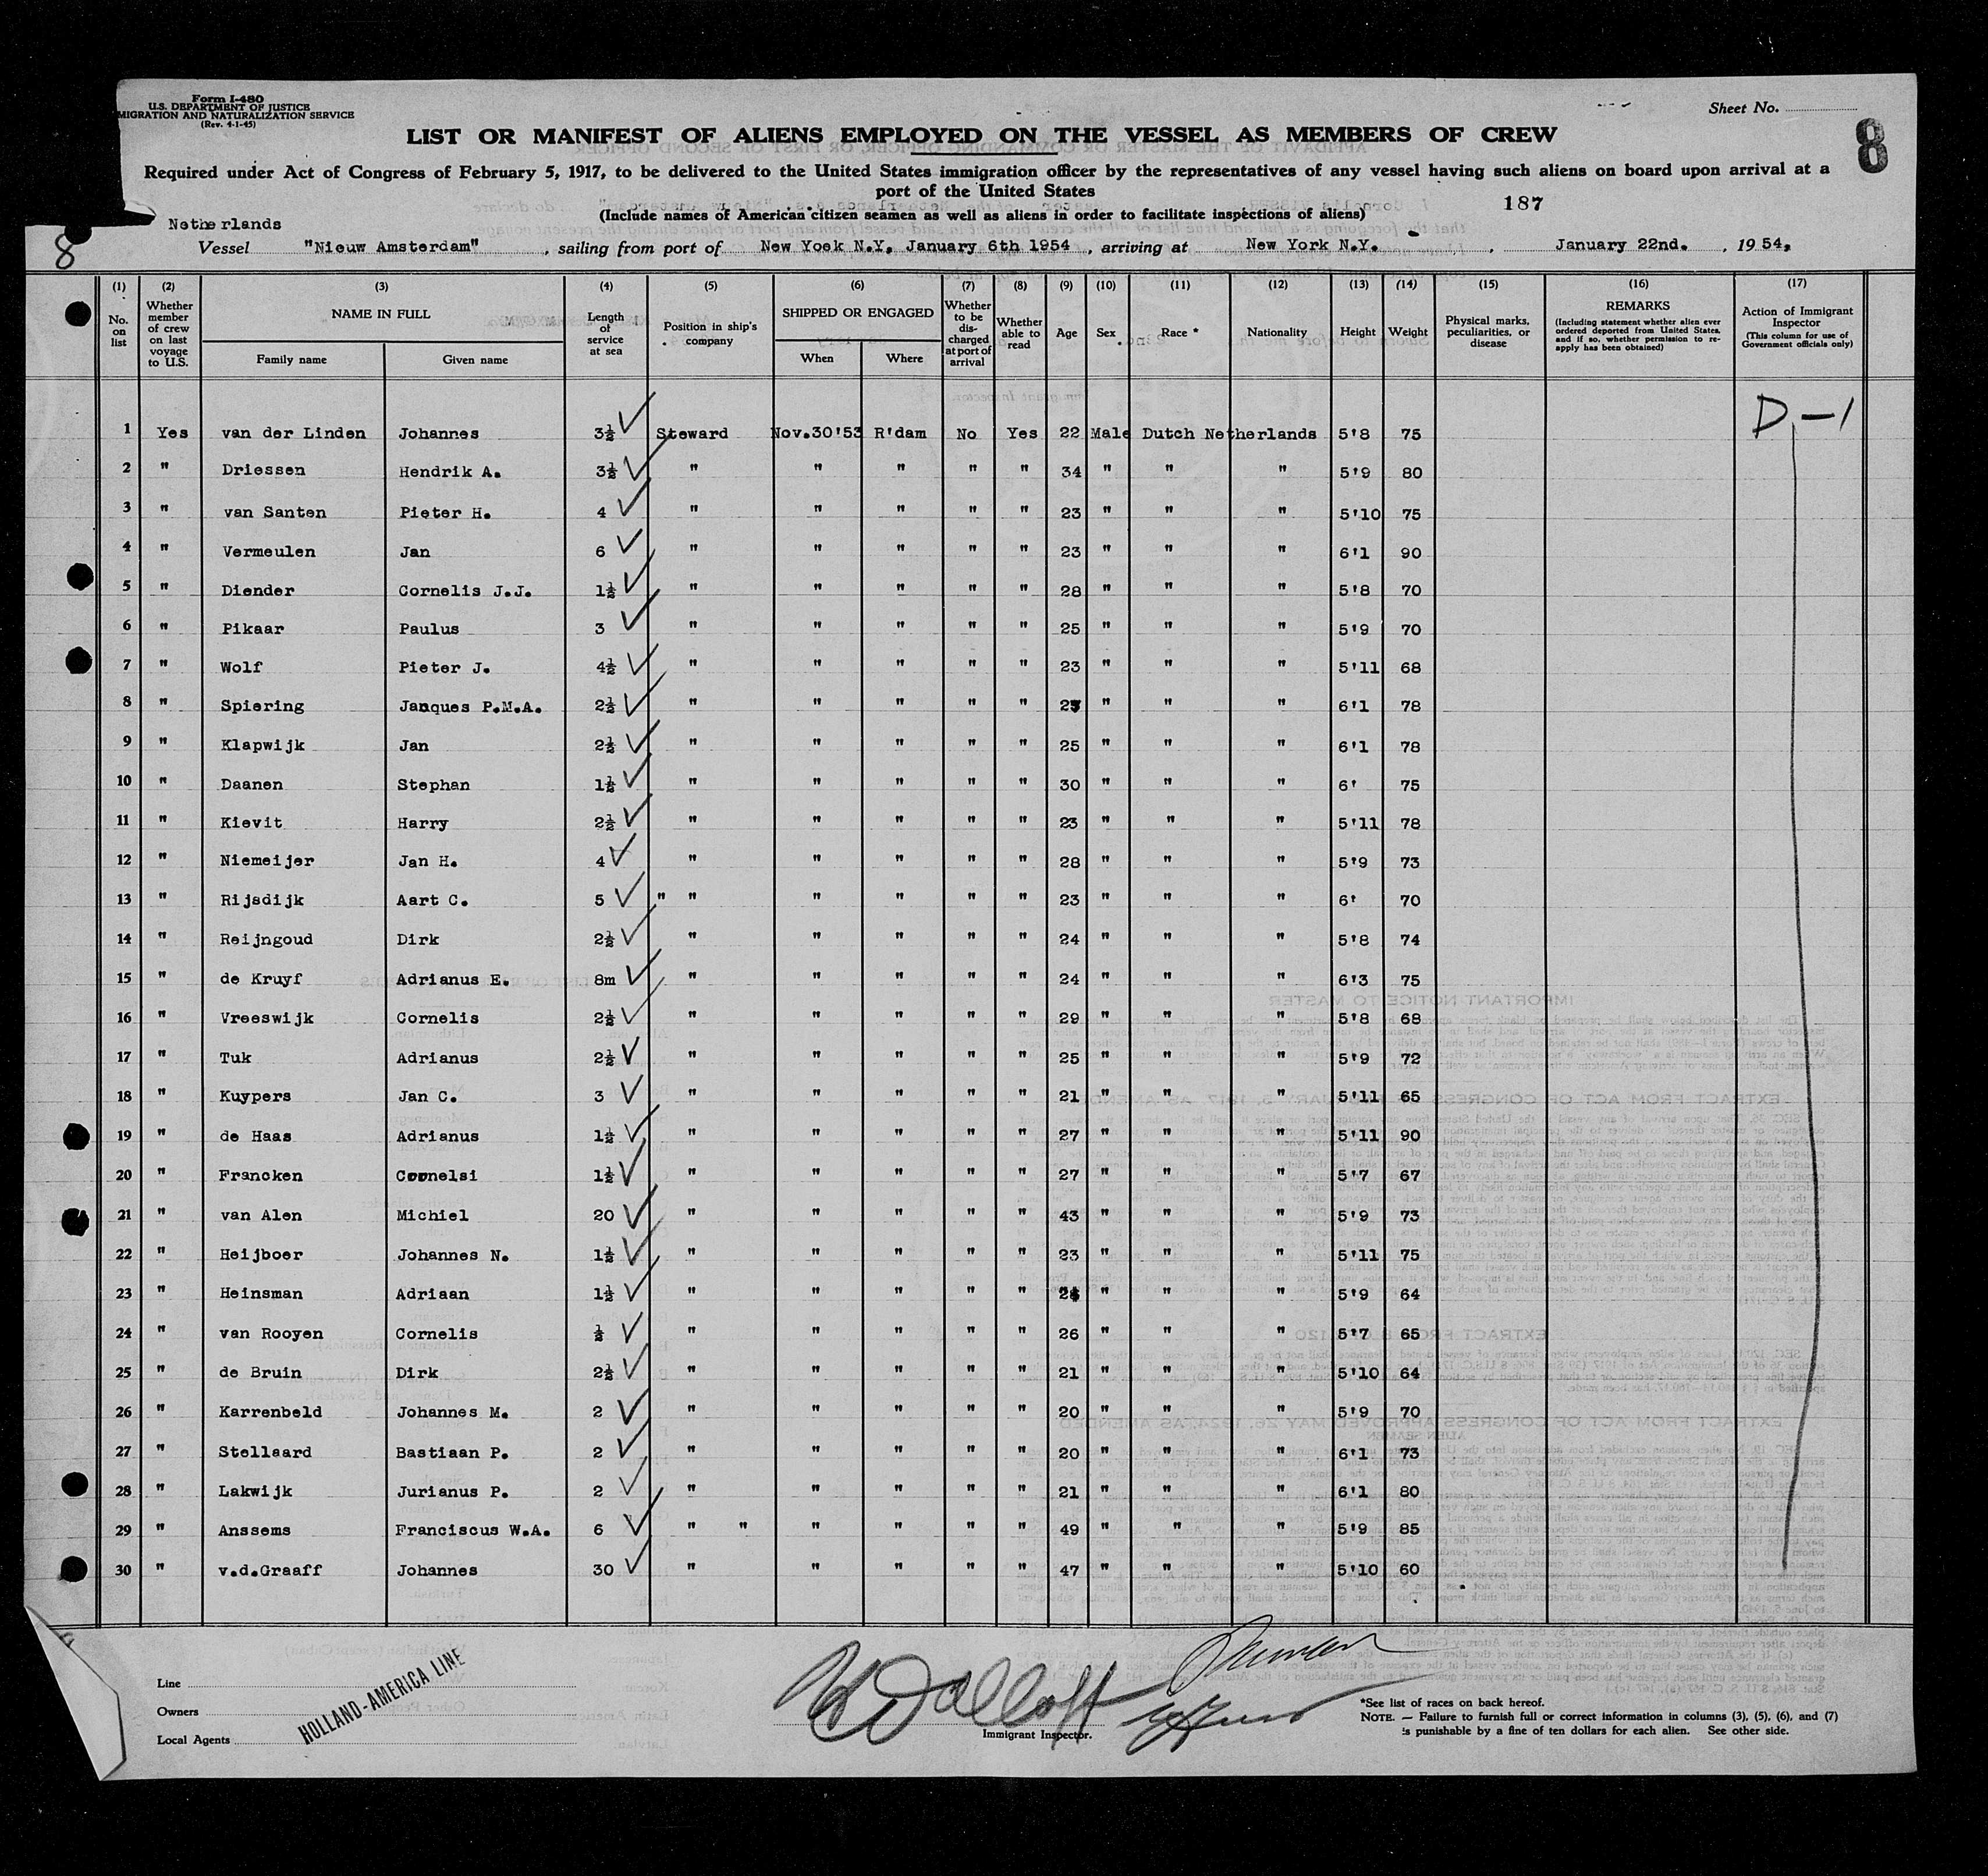 Form I-480
U.S. DEPARTMENT OF JUSTICE
MIGRATION AND NATURALIZATION SERVICE
(Rev. 4-1-45)
Sheet No.
8
LIST OR MANIFEST OF ALIENS EMPLOYED ON THE VESSEL AS MEMBERS OF CREW
Required under Act of Congress of February 5, 1917, to be delivered to the United States immigration officer by the representatives of any vessel having such aliens on board upon arrival at a
port of the United States
(Include names of American citizen seamen as well as aliens in order to facilitate inspections of aliens)
187
Netherlands
8
Vessel "Nieuw Amsterdam", sailing from port of New Yook N.Y. January 6th 1954, arriving at New York N.Y., January 22nd., 1954.
(1) (2) (3) (4) (5) (6) (7) (8) (9) (10) (11) (12) (13) (14) (15) (16) (17)
No. on list Whether member of crew on last voyage to U.S. NAME IN FULL Family name Given name Length of service at sea Position in ship's company SHIPPED OR ENGAGED When Where Whether to be discharged at port of arrival Whether able to read Age Sex Race * Nationality Height Weight Physical marks, peculiarities, or disease REMARKS (Including statement whether alien ever ordered deported from United States, and if so, whether permission to re-apply has been obtained) Action of Immigrant Inspector (This column for use of Government officials only)
D-1
1 Yes van der Linden Johannes 3½ Steward Nov.30'53 R'dam No Yes 22 Male Dutch Netherlands 5'8 75
2 " Driessen Hendrik A. 3½ " " " " " 34 " " " 5'9 80
3 " van Santen Pieter H. 4 " " " " " 23 " " " 5'10 75
4 " Vermeulen Jan 6 " " " " " 23 " " " 6'1 90
5 " Diender Cornelis J.J. 1½ " " " " " 28 " " " 5'8 70
6 " Pikaar Paulus 3 " " " " " 25 " " " 5'9 70
7 " Wolf Pieter J. 4½ " " " " " 23 " " " 5'11 68
8 " Spiering Janques P.M.A. 2½ " " " " " " " " 6'1 78
9 " Klapwijk Jan 2½ " " " " " 25 " " " 6'1 78
10 " Daanen Stephan 1½ " " " " " 30 " " " 6' 75
11 " Kievit Harry 2½ " " " " " 23 " " " 5'11 78
12 " Niemeijer Jan H. 4 " " " " " 28 " " " 5'9 73
13 " Rijsdijk Aart C. 5 " " " " " " 23 " " " 6' 70
14 " Reijngoud Dirk 2½ " " " " " 24 " " " 5'8 74
15 " de Kruyf Adrianus E. 8m " " " " " 24 " " " 6'3 75
16 " Vreeswijk Cornelis 2½ " " " " " 29 " " " 5'8 68
17 " Tuk Adrianus 2½ " " " " " 25 " " " 5'9 72
18 " Kuypers Jan C. 3 " " " " " 21 " " " 5'11 65
19 " de Haas Adrianus 1½ " " " " " 27 " " " 5'11 90
20 " Francken Coonelsi 1½ " " " " " 27 " " " 5'7 67
21 " van Alen Michiel 20 " " " " " 43 " " " 5'9 73
22 " Heijboer Johannes N. 1½ " " " " " 23 " " " 5'11 75
23 " Heinsman Adriaan 1½ " " " " " " " " 5'9 64
24 " van Rooyen Cornelis ½ " " " " " 26 " " " 5'7 65
25 " de Bruin Dirk 2½ " " " " " 21 " " " 5'10 64
26 " Karrenbeld Johannes M. 2 " " " " " 20 " " " 5'9 70
27 " Stellaard Bastiaan P. 2 " " " " " 20 " " " 6'1 73
28 " Lakwijk Jurianus P. 2 " " " " " 21 " " " 6'1 80
29 " Anssems Franciscus W.A. 6 " " " " " " 49 " " " 5'9 85
30 " v.d.Graaff Johannes 30 " " " " " 47 " " " 5'10 60
Line
Owners
Local Agents
HOLLAND-AMERICA LINE
Immigrant Inspector.
*See list of races on back hereof.
NOTE. — Failure to furnish full or correct information in columns (3), (5), (6), and (7)
is punishable by a fine of ten dollars for each alien. See other side.